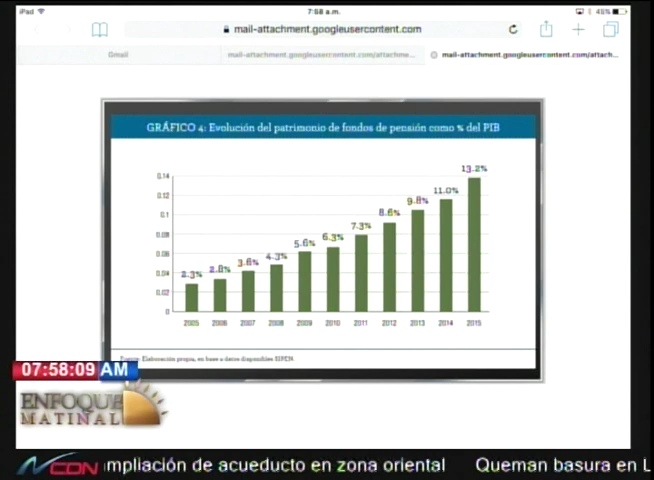 iPad
7:58 a.m.
45%
mail-attachment.googleusercontent.com
Gmail
mail-attachment.googleusercontent.com/attachme...
mail-attachment.googleusercontent.com/attach...
GRÁFICO 4: Evolución del patrimonio de fondos de pensión como % del PIB
0.14
0.12
0.1
0.08
0.06
0.04
0.02
0
2.3%
2.8%
3.6%
4.3%
5.6%
6.3%
7.3%
8.6%
9.8%
11.0%
13.2%
2005
2006
2007
2008
2009
2010
2011
2012
2013
2014
2015
Fuente: Elaboración propia, en base a datos disponibles SIPEN
07:58:09 AM
ENFOQUE
MATINAL
CDN
mpliación de acueducto en zona oriental
Queman basura en L